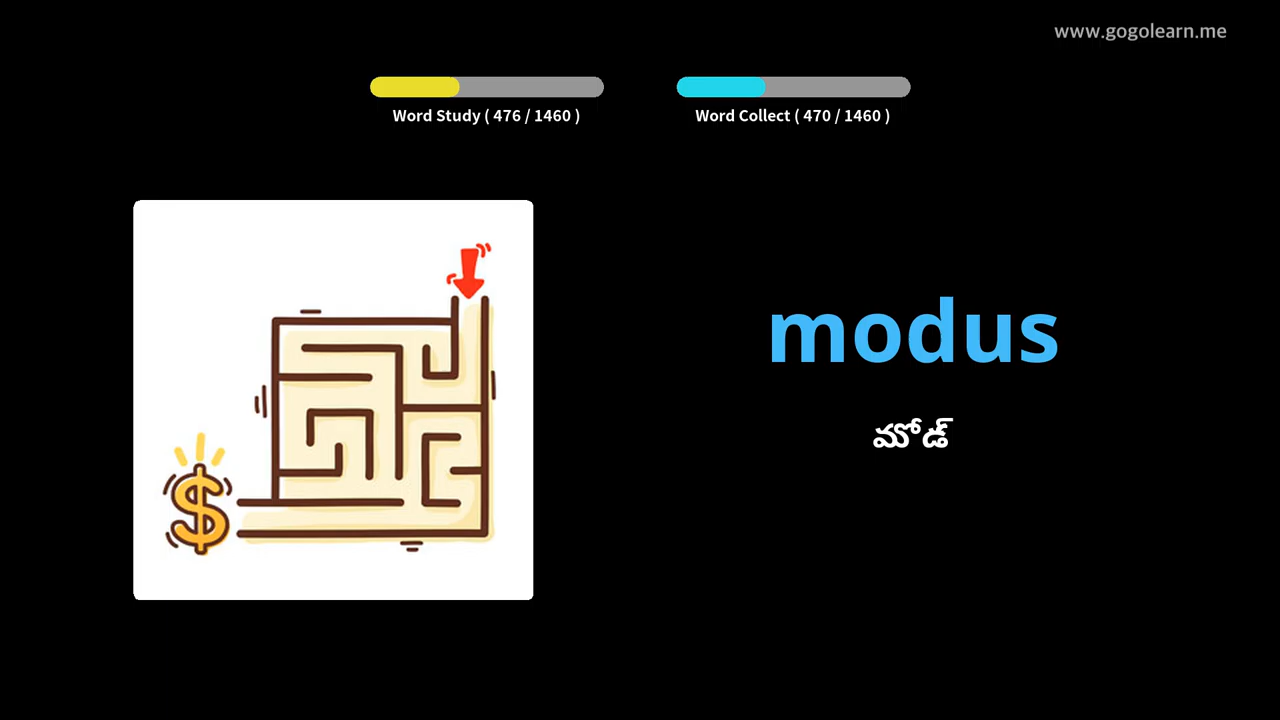 www.gogolearn.me
Word Study ( 476 / 1460 )
Word Collect ( 470 / 1460 )
$
modus
మోడ్